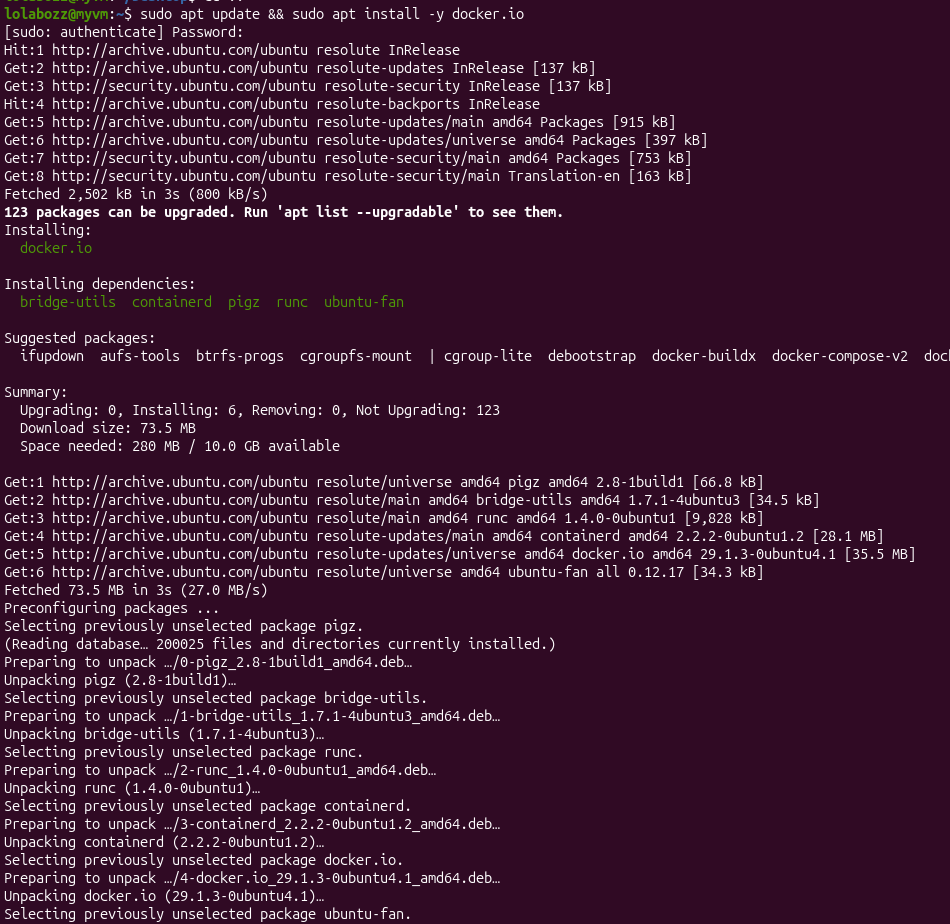 lolabozz@myvm:~$ sudo apt update && sudo apt install -y docker.io
[sudo: authenticate] Password:
Hit:1 http://archive.ubuntu.com/ubuntu resolute InRelease
Get:2 http://archive.ubuntu.com/ubuntu resolute-updates InRelease [137 kB]
Get:3 http://security.ubuntu.com/ubuntu resolute-security InRelease [137 kB]
Hit:4 http://archive.ubuntu.com/ubuntu resolute-backports InRelease
Get:5 http://archive.ubuntu.com/ubuntu resolute-updates/main amd64 Packages [915 kB]
Get:6 http://archive.ubuntu.com/ubuntu resolute-updates/universe amd64 Packages [397 kB]
Get:7 http://security.ubuntu.com/ubuntu resolute-security/main amd64 Packages [753 kB]
Get:8 http://security.ubuntu.com/ubuntu resolute-security/main Translation-en [163 kB]
Fetched 2,502 kB in 3s (800 kB/s)
123 packages can be upgraded. Run 'apt list --upgradable' to see them.
Installing:
  docker.io

Installing dependencies:
  bridge-utils  containerd  pigz  runc  ubuntu-fan

Suggested packages:
  ifupdown  aufs-tools  btrfs-progs  cgroupfs-mount  | cgroup-lite  debootstrap  docker-buildx  docker-compose-v2

Summary:
  Upgrading: 0, Installing: 6, Removing: 0, Not Upgrading: 123
  Download size: 73.5 MB
  Space needed: 280 MB / 10.0 GB available

Get:1 http://archive.ubuntu.com/ubuntu resolute/universe amd64 pigz amd64 2.8-1build1 [66.8 kB]
Get:2 http://archive.ubuntu.com/ubuntu resolute/main amd64 bridge-utils amd64 1.7.1-4ubuntu3 [34.5 kB]
Get:3 http://archive.ubuntu.com/ubuntu resolute/main amd64 runc amd64 1.4.0-0ubuntu1 [9,828 kB]
Get:4 http://archive.ubuntu.com/ubuntu resolute-updates/main amd64 containerd amd64 2.2.2-0ubuntu1.2 [28.1 MB]
Get:5 http://archive.ubuntu.com/ubuntu resolute-updates/universe amd64 docker.io amd64 29.1.3-0ubuntu4.1 [35.5 MB]
Get:6 http://archive.ubuntu.com/ubuntu resolute/universe amd64 ubuntu-fan all 0.12.17 [34.3 kB]
Fetched 73.5 MB in 3s (27.0 MB/s)
Preconfiguring packages ...
Selecting previously unselected package pigz.
(Reading database… 200025 files and directories currently installed.)
Preparing to unpack …/0-pigz_2.8-1build1_amd64.deb…
Unpacking pigz (2.8-1build1)…
Selecting previously unselected package bridge-utils.
Preparing to unpack …/1-bridge-utils_1.7.1-4ubuntu3_amd64.deb…
Unpacking bridge-utils (1.7.1-4ubuntu3)…
Selecting previously unselected package runc.
Preparing to unpack …/2-runc_1.4.0-0ubuntu1_amd64.deb…
Unpacking runc (1.4.0-0ubuntu1)…
Selecting previously unselected package containerd.
Preparing to unpack …/3-containerd_2.2.2-0ubuntu1.2_amd64.deb…
Unpacking containerd (2.2.2-0ubuntu1.2)…
Selecting previously unselected package docker.io.
Preparing to unpack …/4-docker.io_29.1.3-0ubuntu4.1_amd64.deb…
Unpacking docker.io (29.1.3-0ubuntu4.1)…
Selecting previously unselected package ubuntu-fan.